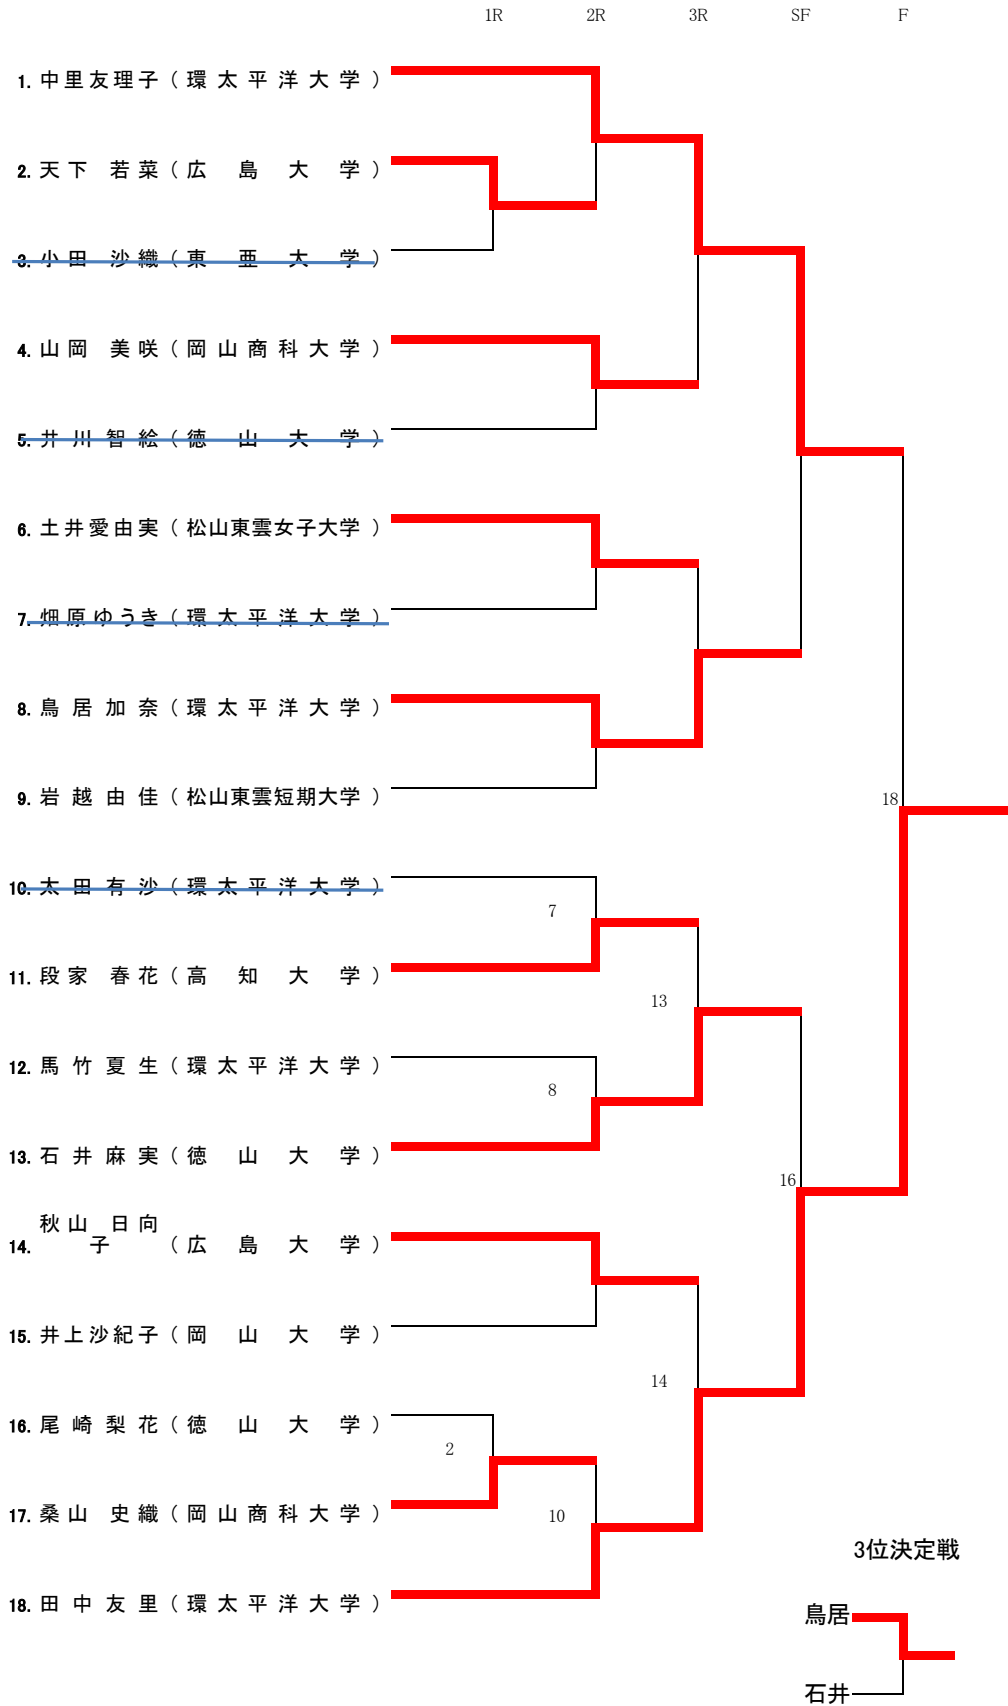 1R 2R 3R SF F
1. 中里友理子（環太平洋大学）
2. 天下 若菜（広島大学）
3. 小田 沙織（東亜大学）
4. 山岡 美咲（岡山商科大学）
5. 井川智絵（徳山大学）
6. 土井愛由実（松山東雲女子大学）
7. 畑原ゆうき（環太平洋大学）
8. 鳥居加奈（環太平洋大学）
9. 岩越由佳（松山東雲短期大学）
18
10. 太田有沙（環太平洋大学）
7
11. 段家 春花（高知大学）
13
12. 馬竹夏生（環太平洋大学）
8
13. 石井麻実（徳山大学）
16
14. 秋山 日向子（広島大学）
15. 井上沙紀子（岡山大学）
14
16. 尾崎梨花（徳山大学）
2
17. 桑山 史織（岡山商科大学）
10
3位決定戦
18. 田中友里（環太平洋大学）
鳥居
石井